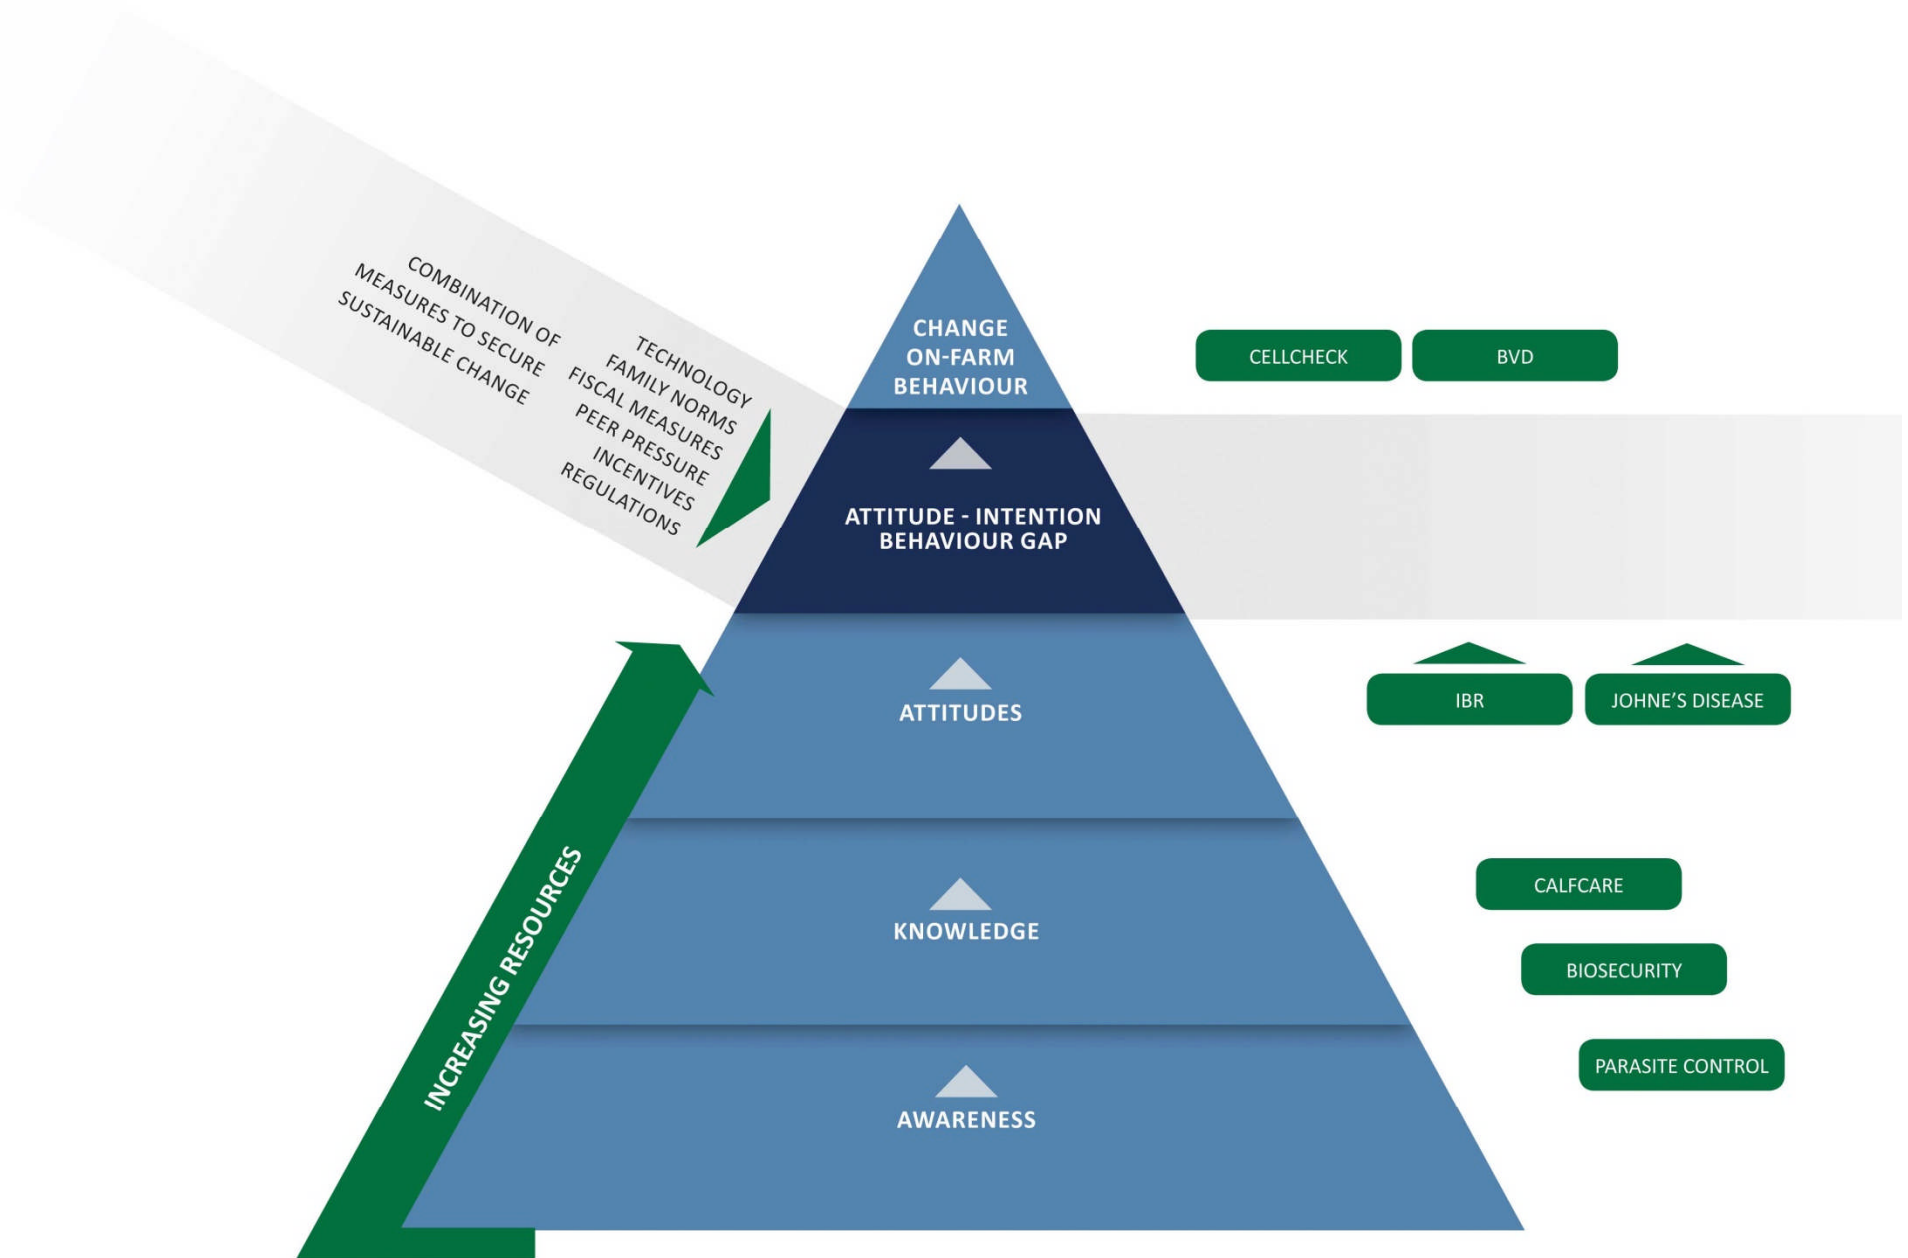 COMBINATION OF
MEASURES TO SECURE
SUSTAINABLE CHANGE
TECHNOLOGY
FAMILY NORMS
FISCAL MEASURES
PEER PRESSURE
INCENTIVES
REGULATIONS
CHANGE
ON-FARM
BEHAVIOUR
CELLCHECK
BVD
ATTITUDE - INTENTION
BEHAVIOUR GAP
ATTITUDES
IBR
JOHNE’S DISEASE
INCREASING RESOURCES
KNOWLEDGE
CALFCARE
BIOSECURITY
PARASITE CONTROL
AWARENESS